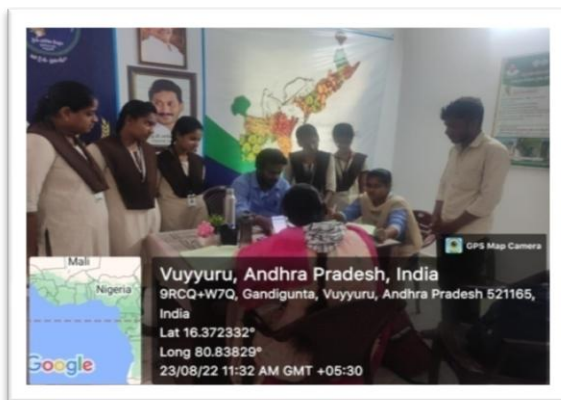 GPS Map Camera
Mali
Nigeria
Google
Vuyyuru, Andhra Pradesh, India
9RCQ+W7Q, Gandigunta, Vuyyuru, Andhra Pradesh 521165,
India
Lat 16.372332°
Long 80.83829°
23/08/22 11:32 AM GMT +05:30